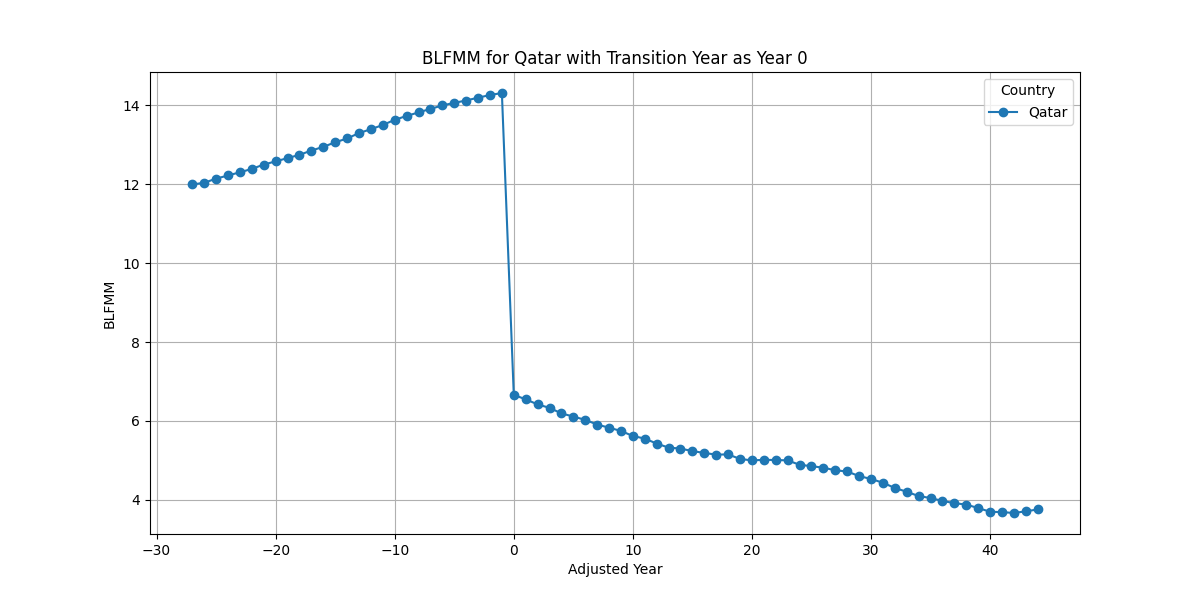 BLFMM for Qatar with Transition Year as Year 0
Country
Qatar
BLFMM
14
12
10
8
6
4
−30
−20
−10
0
10
20
30
40
Adjusted Year